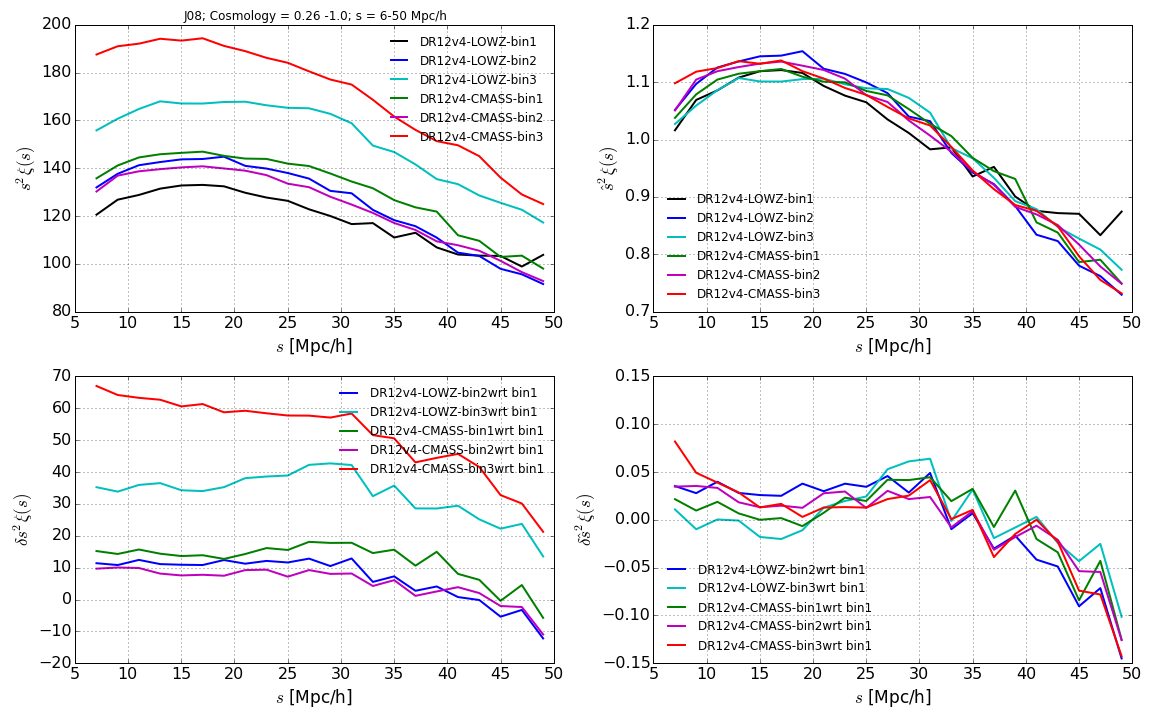 J08; Cosmology = 0.26 -1.0; s = 6-50 Mpc/h
200
180
160
140
120
100
80
s² ξ(s)
DR12v4-LOWZ-bin1
DR12v4-LOWZ-bin2
DR12v4-LOWZ-bin3
DR12v4-CMASS-bin1
DR12v4-CMASS-bin2
DR12v4-CMASS-bin3
5 10 15 20 25 30 35 40 45 50
s [Mpc/h]
1.2
1.1
1.0
0.9
0.8
0.7
ŝ² ξ(s)
DR12v4-LOWZ-bin1
DR12v4-LOWZ-bin2
DR12v4-LOWZ-bin3
DR12v4-CMASS-bin1
DR12v4-CMASS-bin2
DR12v4-CMASS-bin3
5 10 15 20 25 30 35 40 45 50
s [Mpc/h]
70
60
50
40
30
20
10
0
−10
−20
δs² ξ(s)
DR12v4-LOWZ-bin2wrt bin1
DR12v4-LOWZ-bin3wrt bin1
DR12v4-CMASS-bin1wrt bin1
DR12v4-CMASS-bin2wrt bin1
DR12v4-CMASS-bin3wrt bin1
5 10 15 20 25 30 35 40 45 50
s [Mpc/h]
0.15
0.10
0.05
0.00
−0.05
−0.10
−0.15
δs² ξ(s)
DR12v4-LOWZ-bin2wrt bin1
DR12v4-LOWZ-bin3wrt bin1
DR12v4-CMASS-bin1wrt bin1
DR12v4-CMASS-bin2wrt bin1
DR12v4-CMASS-bin3wrt bin1
5 10 15 20 25 30 35 40 45 50
s [Mpc/h]